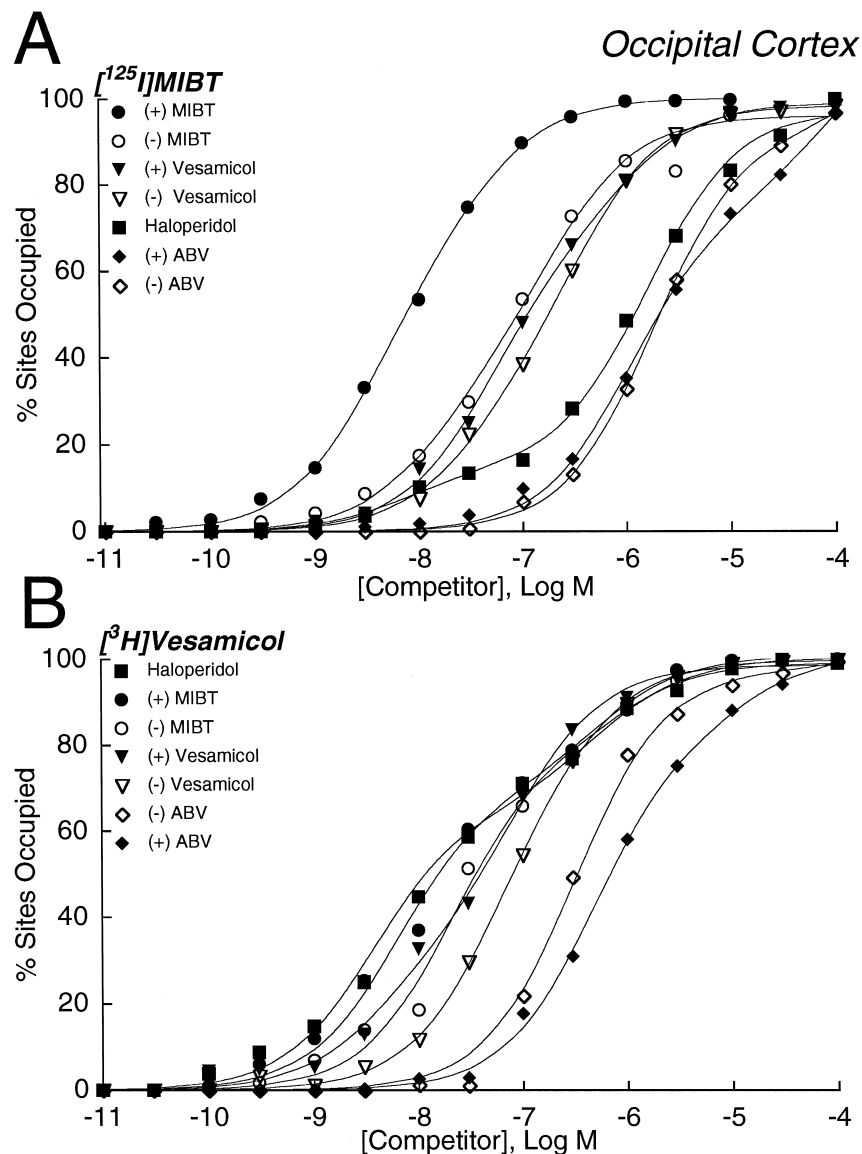 A
Occipital Cortex
[125I]MIBT
100
80
60
40
20
0
% Sites Occupied
(+) MIBT
(-) MIBT
(+) Vesamicol
(-) Vesamicol
Haloperidol
(+) ABV
(-) ABV
-11 -10 -9 -8 -7 -6 -5 -4
[Competitor], Log M
B
[3H]Vesamicol
100
80
60
40
20
0
% Sites Occupied
Haloperidol
(+) MIBT
(-) MIBT
(+) Vesamicol
(-) Vesamicol
(-) ABV
(+) ABV
-11 -10 -9 -8 -7 -6 -5 -4
[Competitor], Log M